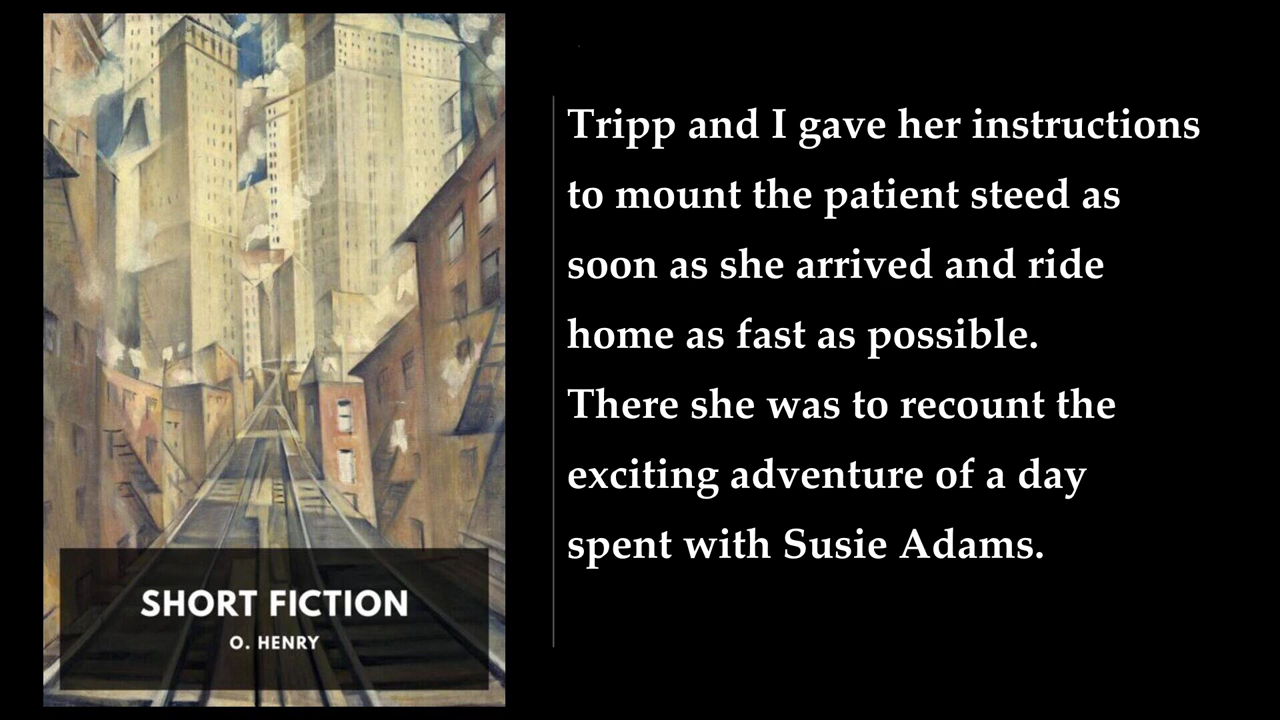 Tripp and I gave her instructions
to mount the patient steed as
soon as she arrived and ride
home as fast as possible.
There she was to recount the
exciting adventure of a day
spent with Susie Adams.
SHORT FICTION
O. HENRY